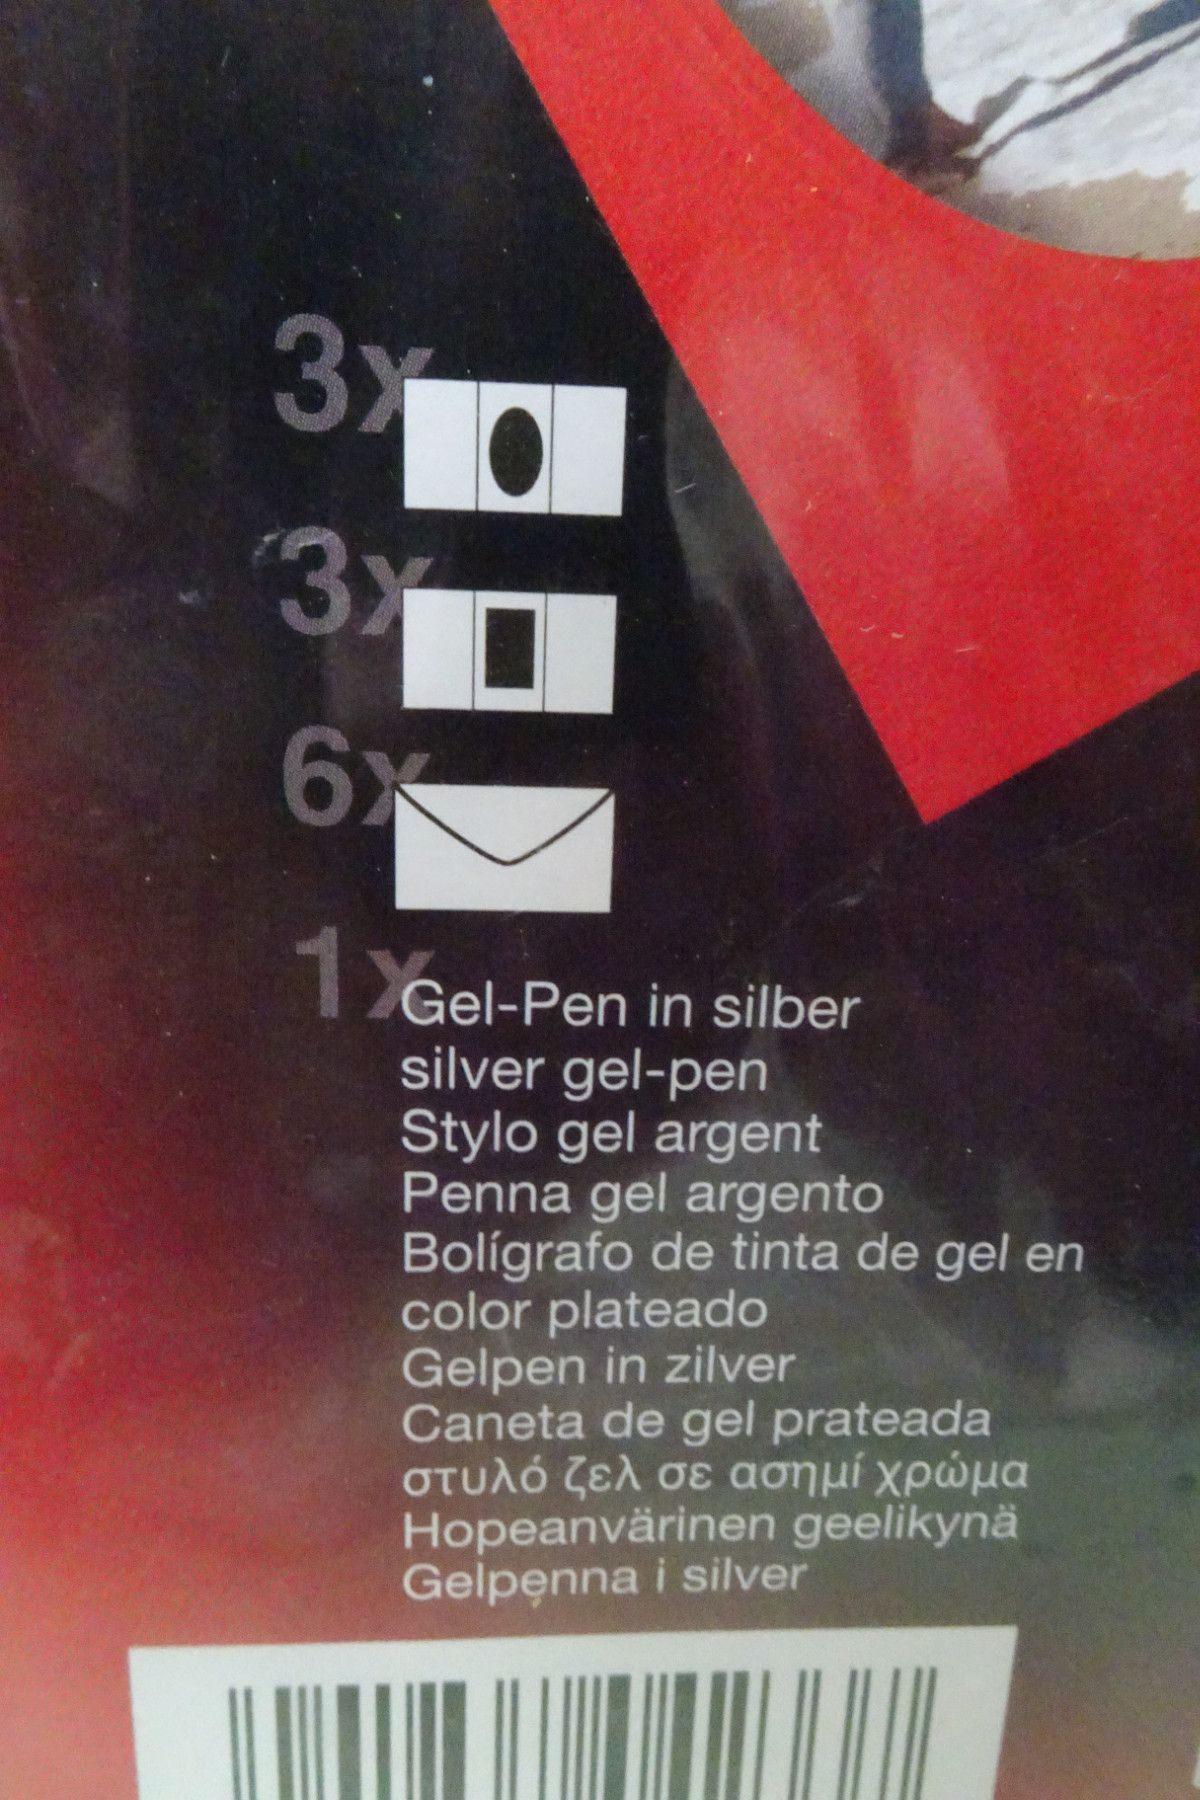 3x
3x
6x
1x
Gel-Pen in silber
silver gel-pen
Stylo gel argent
Penna gel argento
Bolígrafo de tinta de gel en
color plateado
Gelpen in zilver
Caneta de gel prateada
στυλό ζελ σε ασημί χρώμα
Hopeanvärinen geelikynä
Gelpenna i silver